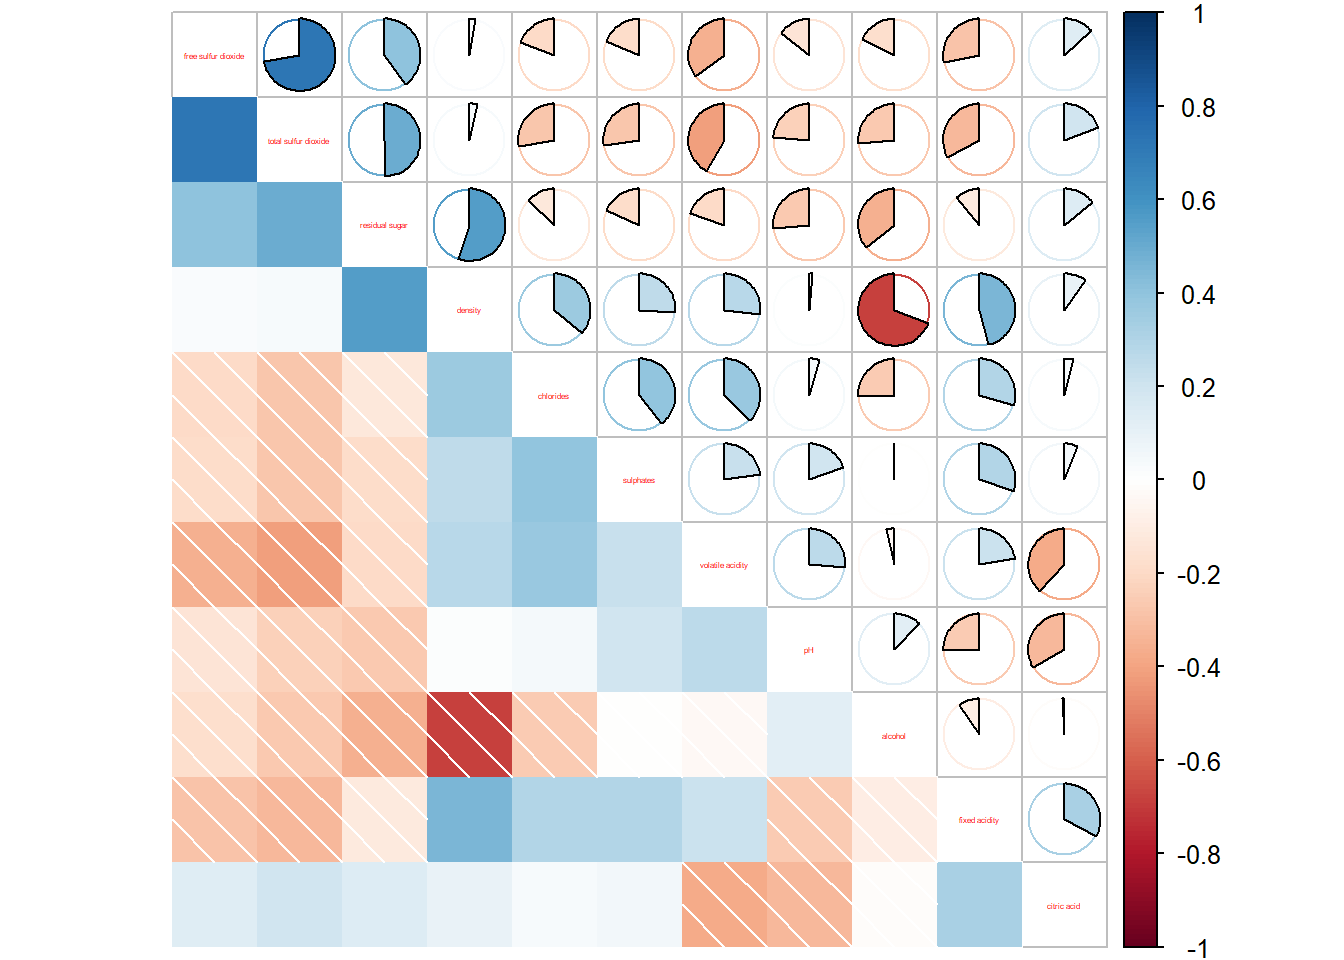 free sulfur dioxide
total sulfur dioxide
residual sugar
density
chlorides
sulphates
volatile acidity
pH
alcohol
fixed acidity
citric acid
1
0.8
0.6
0.4
0.2
0
-0.2
-0.4
-0.6
-0.8
-1